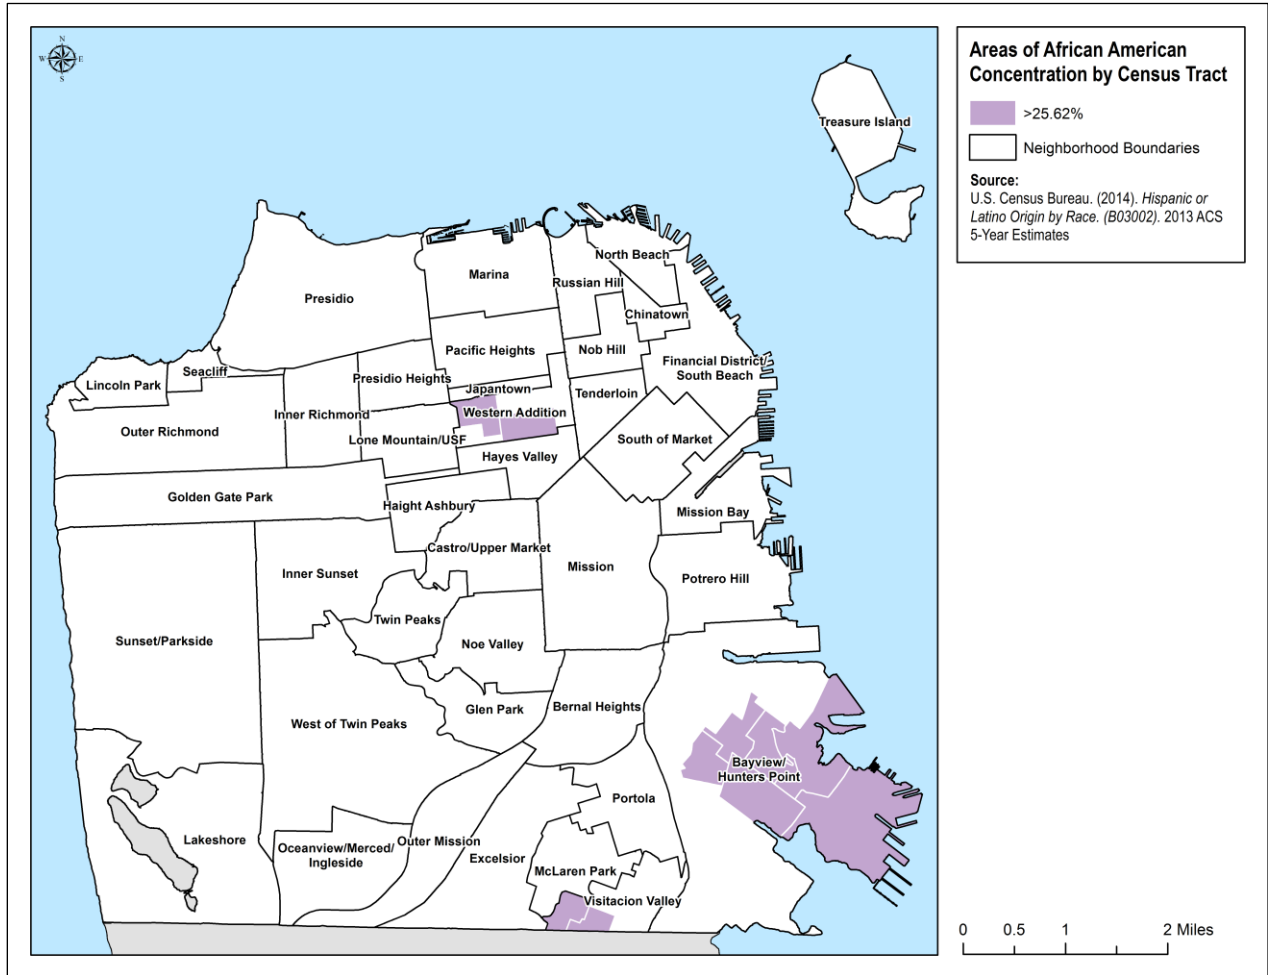 N
W
E
S
Areas of African American
Concentration by Census Tract
>25.62%
Neighborhood Boundaries
Source:
U.S. Census Bureau. (2014). Hispanic or
Latino Origin by Race. (B03002). 2013 ACS
5-Year Estimates
Treasure Island
North Beach
Marina
Russian Hill
Presidio
Chinatown
Pacific Heights
Nob Hill
Financial District/
South Beach
Seacliff
Presidio Heights
Lincoln Park
Japantown
Tenderloin
Inner Richmond
Western Addition
Outer Richmond
Lone Mountain/USF
South of Market
Hayes Valley
Golden Gate Park
Haight Ashbury
Mission Bay
Castro/Upper Market
Inner Sunset
Mission
Potrero Hill
Twin Peaks
Sunset/Parkside
Noe Valley
Glen Park
Bernal Heights
West of Twin Peaks
Bayview/
Hunters Point
Portola
Lakeshore
Outer Mission
Oceanview/Merced/
Ingleside
Excelsior
McLaren Park
Visitacion Valley
0 0.5 1 2 Miles